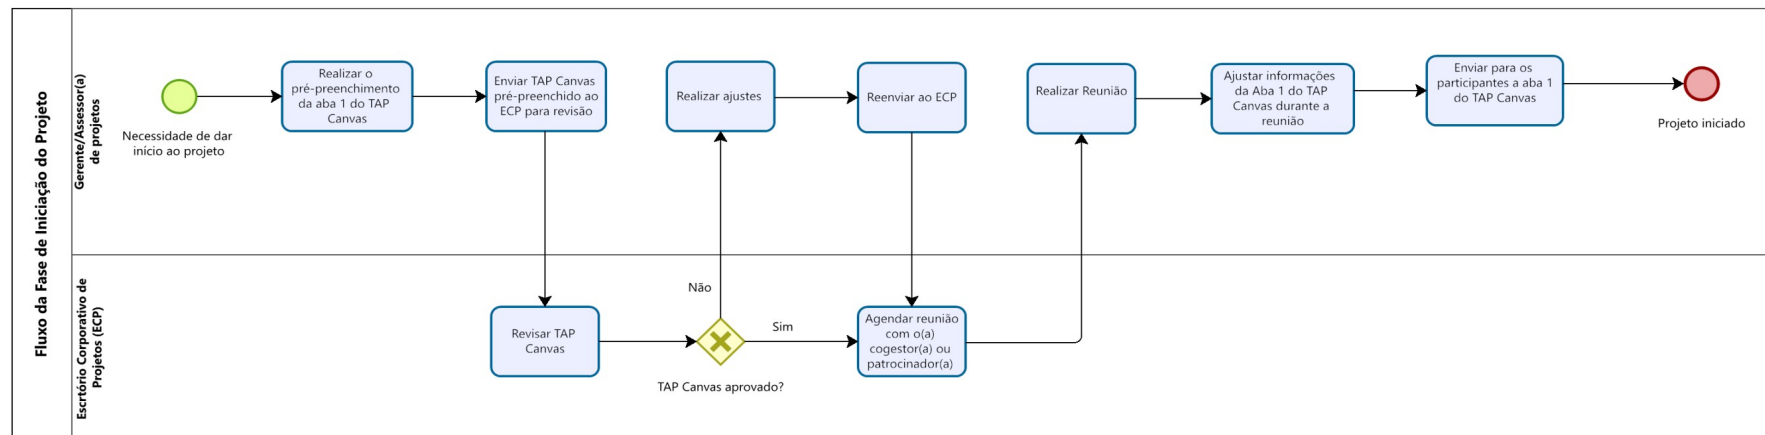 Fluxo da Fase de Iniciação do Projeto
Gerente/Assessor(a)
de projetos
Necessidade de dar
início ao projeto
Realizar o
pré-preenchimento
da aba 1 do TAP
Canvas
Enviar TAP Canvas
pré-preenchido ao
ECP para revisão
Realizar ajustes
Reenviar ao ECP
Realizar Reunião
Ajustar informações
da Aba 1 do TAP
Canvas durante a
reunião
Enviar para os
participantes a aba 1
do TAP Canvas
Projeto iniciado
Escrtório Corporativo de
Projetos (ECP)
Revisar TAP
Canvas
Não
Sim
TAP Canvas aprovado?
Agendar reunião
com o(a)
cogestor(a) ou
patrocinador(a)